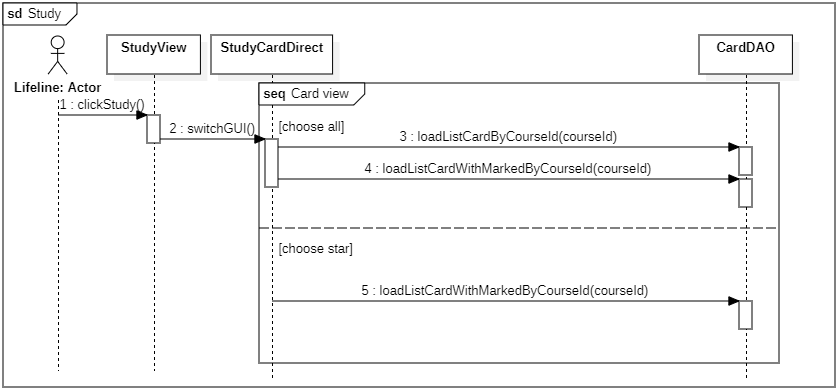 sd Study
StudyView
StudyCardDirect
CardDAO
Lifeline: Actor
seq Card view
1 : clickStudy()
2 : switchGUI()
[choose all]
3 : loadListCardByCourseId(courseId)
4 : loadListCardWithMarkedByCourseId(courseId)
[choose star]
5 : loadListCardWithMarkedByCourseId(courseId)